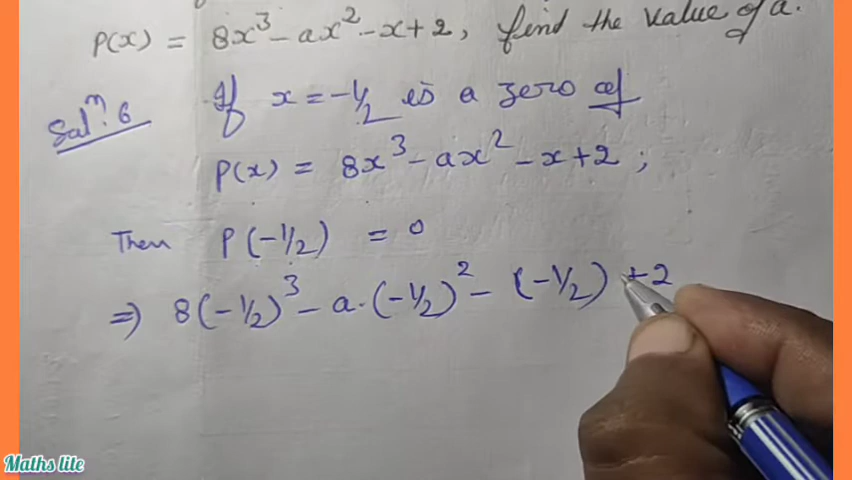 P(x) = 8x³ - ax² - x + 2, find the value of a.
Salⁿ. 6
If x = -1/2 is a zero of
P(x) = 8x³ - ax² - x + 2 ;
Then P(-1/2) = 0
⇒ 8(-1/2)³ - a·(-1/2)² - (-1/2) + 2
Maths lite